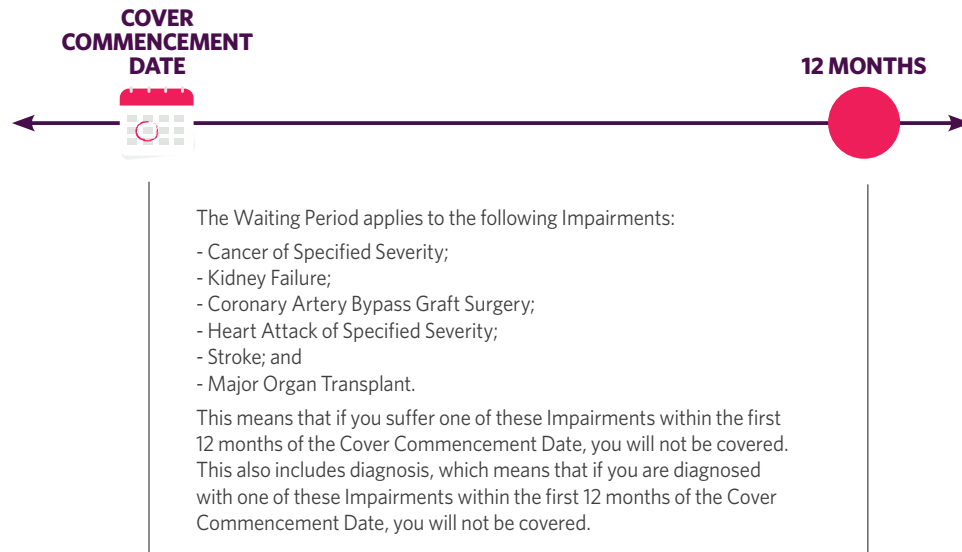 COVER
COMMENCEMENT
DATE
12 MONTHS
The Waiting Period applies to the following Impairments:
- Cancer of Specified Severity;
- Kidney Failure;
- Coronary Artery Bypass Graft Surgery;
- Heart Attack of Specified Severity;
- Stroke; and
- Major Organ Transplant.
This means that if you suffer one of these Impairments within the first
12 months of the Cover Commencement Date, you will not be covered.
This also includes diagnosis, which means that if you are diagnosed
with one of these Impairments within the first 12 months of the Cover
Commencement Date, you will not be covered.